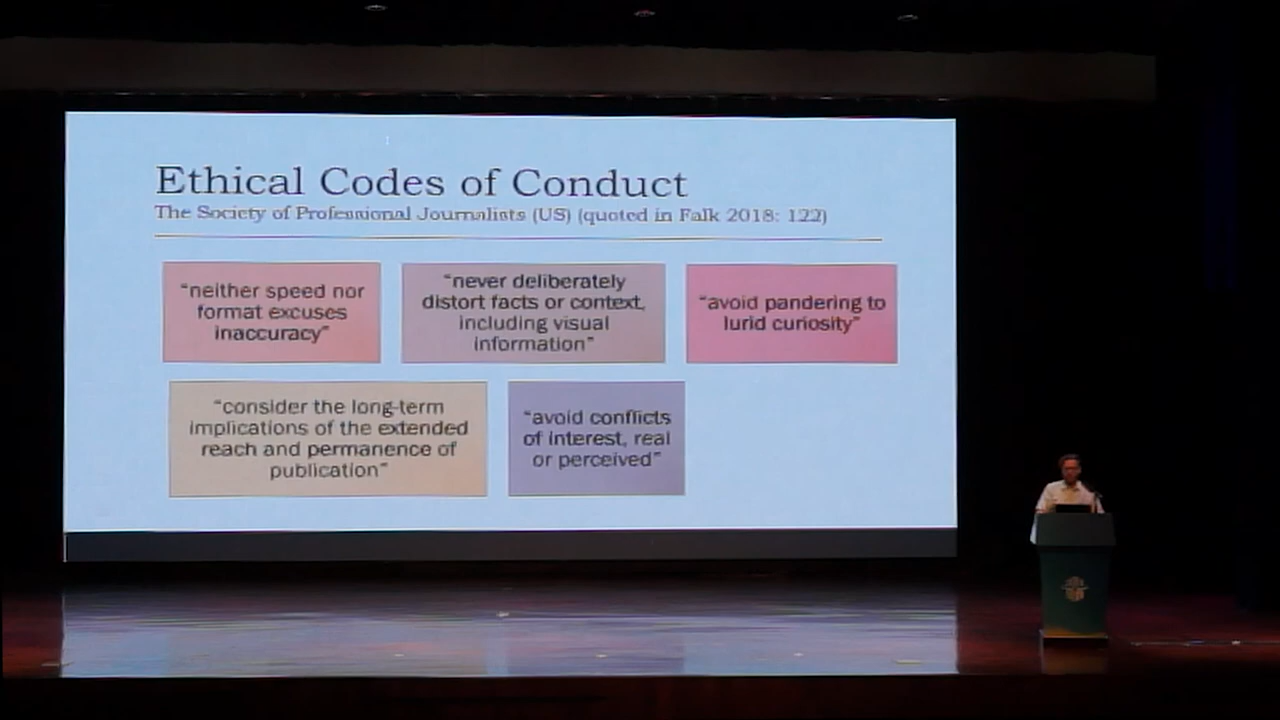 Ethical Codes of Conduct
The Society of Professional Journalists (US) (quoted in Falk 2018: 122)
“neither speed nor
format excuses
inaccuracy”
“never deliberately
distort facts or context,
including visual
information”
“avoid pandering to
lurid curiosity”
“consider the long-term
implications of the extended
reach and permanence of
publication”
“avoid conflicts
of interest, real
or perceived”